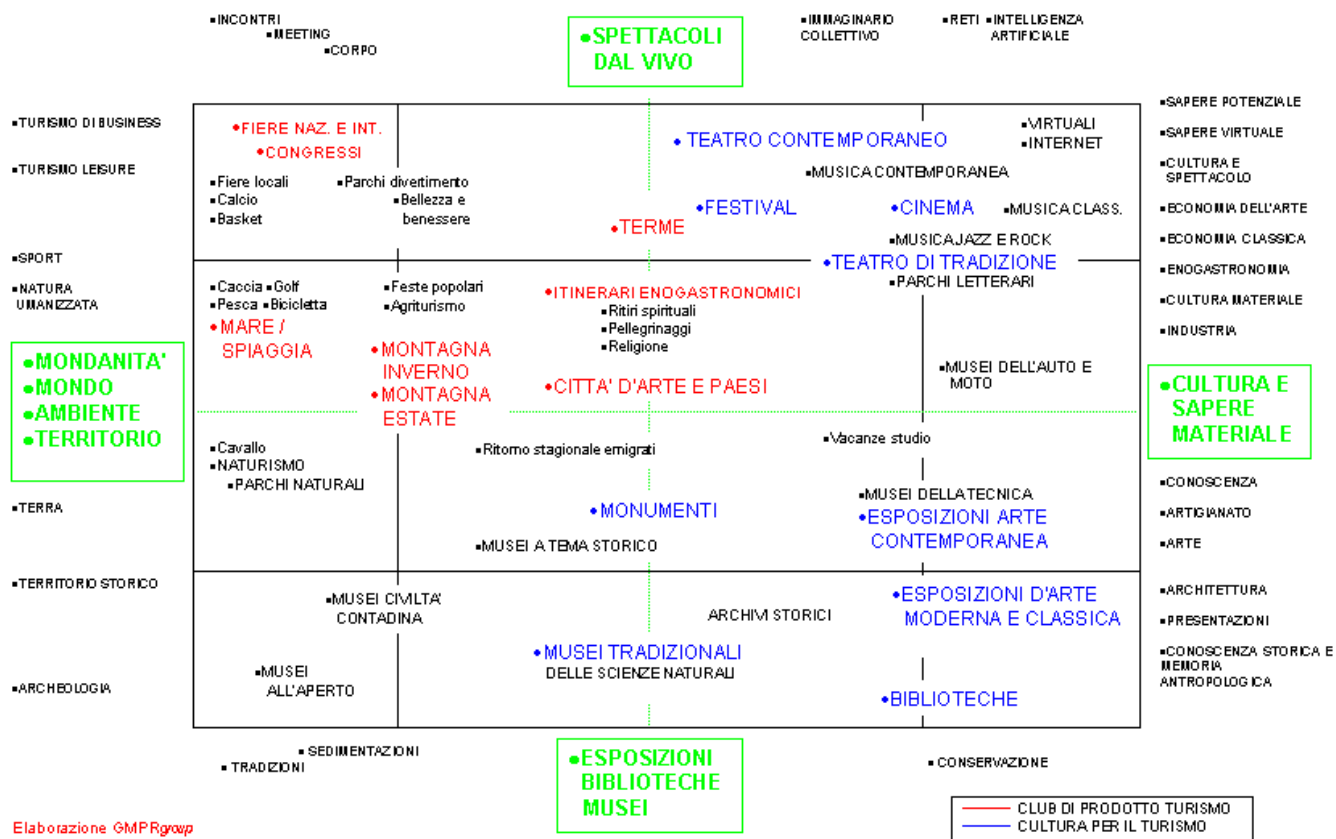 ▪INCONTRI
▪MEETING
▪CORPO
●SPETTACOLI
DAL VIVO
▪IMMAGINARIO
COLLETTIVO
▪RETI ▪INTELLIGENZA
ARTIFICIALE
▪TURISMO DI BUSINESS
▪TURISMO LEISURE
▪SPORT
▪NATURA
UMANIZZATA
●MONDANITA'
●MONDO
●AMBIENTE
●TERRITORIO
▪TERRA
▪TERRITORIO STORICO
▪ARCHEOLOGIA
•FIERE NAZ. E INT.
•CONGRESSI
▪Fiere locali
▪Calcio
▪Basket
▪Parchi divertimento
▪Bellezza e
benessere
• TEATRO CONTEMPORANEO
▪VIRTUALI
▪INTERNET
▪MUSICA CONTEMPORANEA
•FESTIVAL
•CINEMA
▪MUSICA CLASS.
•TERME
▪MUSICA JAZZ E ROCK
•TEATRO DI TRADIZIONE
▪PARCHI LETTERARI
▪Caccia ▪Golf
▪Pesca ▪Bicicletta
•MARE /
SPIAGGIA
▪Feste popolari
▪Agriturismo
•MONTAGNA
INVERNO
•MONTAGNA
ESTATE
•ITINERARI ENOGASTRONOMICI
▪Ritiri spirituali
▪Pellegrinaggi
▪Religione
•CITTA' D'ARTE E PAESI
▪MUSEI DELL'AUTO E
MOTO
▪Cavallo
▪NATURISMO
▪PARCHI NATURALI
▪Ritorno stagionale emigrati
▪Vacanze studio
•MONUMENTI
▪MUSEI DELLA TECNICA
•ESPOSIZIONI ARTE
CONTEMPORANEA
▪MUSEI A TEMA STORICO
▪MUSEI CIVILTA'
CONTADINA
ARCHIVI STORICI
•ESPOSIZIONI D'ARTE
MODERNA E CLASSICA
•MUSEI TRADIZIONALI
DELLE SCIENZE NATURALI
▪MUSEI
ALL'APERTO
•BIBLIOTECHE
▪SAPERE POTENZIALE
▪SAPERE VIRTUALE
▪CULTURA E
SPETTACOLO
▪ECONOMIA DELL'ARTE
▪ECONOMIA CLASSICA
▪ENOGASTRONOMIA
▪CULTURA MATERIALE
▪INDUSTRIA
●CULTURA E
SAPERE
MATERIALE
▪CONOSCENZA
▪ARTIGIANATO
▪ARTE
▪ARCHITETTURA
▪PRESENTAZIONI
▪CONOSCENZA STORICA E
MEMORIA
ANTROPOLOGICA
▪ SEDIMENTAZIONI
▪ TRADIZIONI
●ESPOSIZIONI
BIBLIOTECHE
MUSEI
▪ CONSERVAZIONE
CLUB DI PRODOTTO TURISMO
CULTURA PER IL TURISMO
Elaborazione GMPRgroup